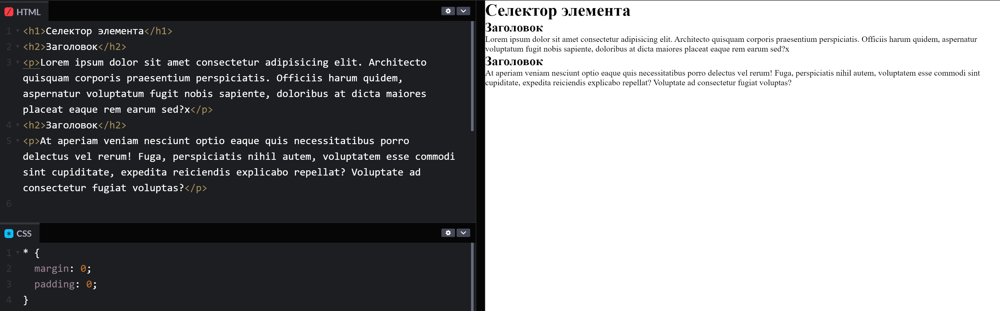 HTML
1 <h1>Селектор элемента</h1>
2 <h2>Заголовок</h2>
3 <p>Lorem ipsum dolor sit amet consectetur adipisicing elit. Architecto
quisquam corporis praesentium perspiciatis. Officiis harum quidem,
aspernatur voluptatum fugit nobis sapiente, doloribus at dicta maiores
placeat eaque rem earum sed?x</p>
4 <h2>Заголовок</h2>
5 <p>At aperiam veniam nesciunt optio eaque quis necessitatibus porro
delectus vel rerum! Fuga, perspiciatis nihil autem, voluptatem esse commodi
sint cupiditate, expedita reiciendis explicabo repellat? Voluptate ad
consectetur fugiat voluptas?</p>
6
CSS
1 * {
2 margin: 0;
3 padding: 0;
4 }
Селектор элемента
Заголовок
Lorem ipsum dolor sit amet consectetur adipisicing elit. Architecto quisquam corporis praesentium perspiciatis. Officiis harum quidem, aspernatur
voluptatum fugit nobis sapiente, doloribus at dicta maiores placeat eaque rem earum sed?x
Заголовок
At aperiam veniam nesciunt optio eaque quis necessitatibus porro delectus vel rerum! Fuga, perspiciatis nihil autem, voluptatem esse commodi sint
cupiditate, expedita reiciendis explicabo repellat? Voluptate ad consectetur fugiat voluptas?